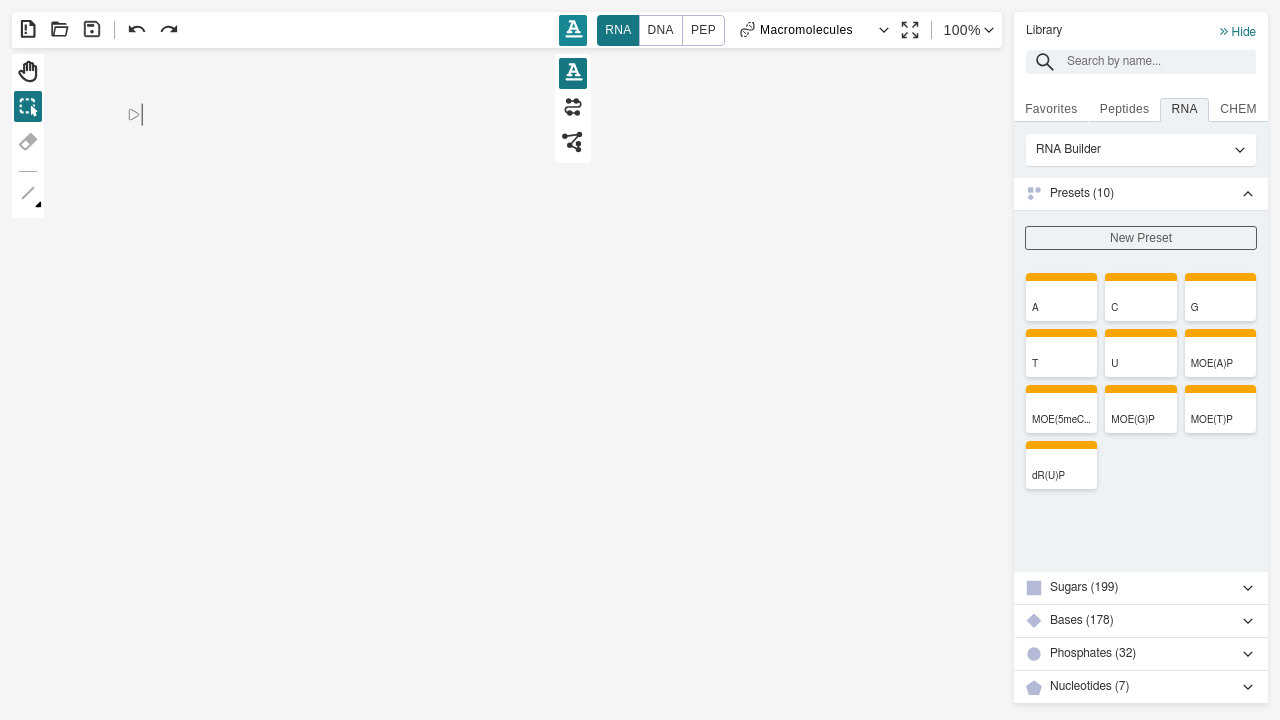 RNA DNA PEP Macromolecules 100%
Library
Hide
Search by name...
Favorites Peptides RNA CHEM
RNA Builder
Presets (10)
New Preset
A C G
T U MOE(A)P
MOE(5meC... MOE(G)P MOE(T)P
dR(U)P
Sugars (199)
Bases (178)
Phosphates (32)
Nucleotides (7)